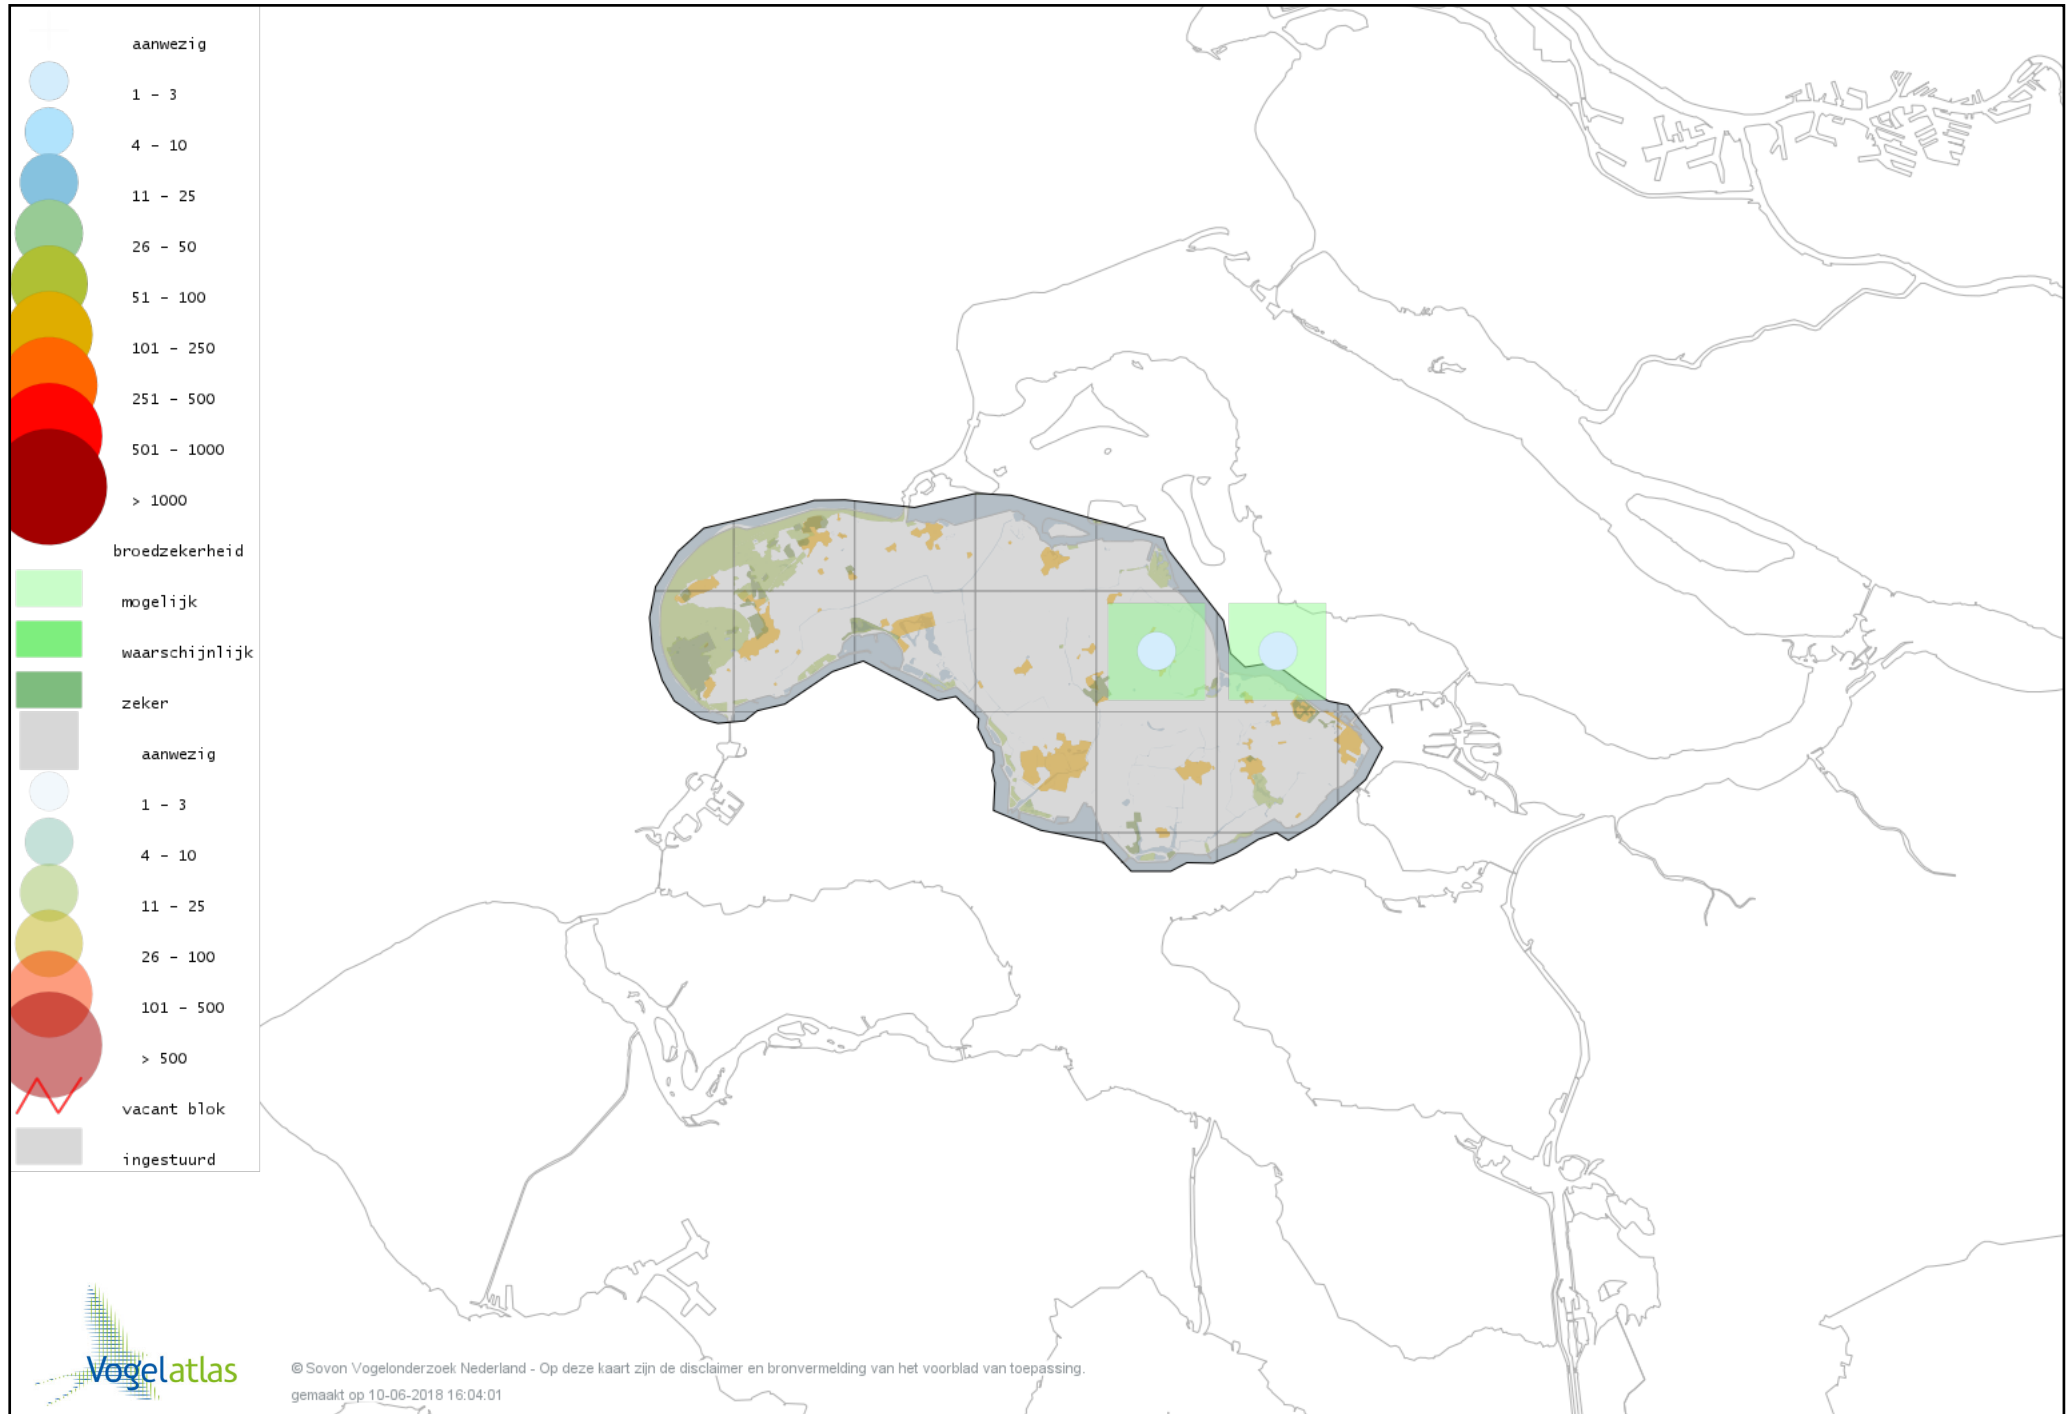 aanwezig
1 - 3
4 - 10
11 - 25
26 - 50
51 - 100
101 - 250
251 - 500
501 - 1000
> 1000
broedzekerheid
mogelijk
waarschijnlijk
zeker
aanwezig
1 - 3
4 - 10
11 - 25
26 - 100
101 - 500
> 500
vacant blok
ingestuurd
Vogelatlas
© Sovon Vogelonderzoek Nederland - Op deze kaart zijn de disclaimer en bronvermelding van het voorblad van toepassing.
gemaakt op 10-06-2018 16:04:01